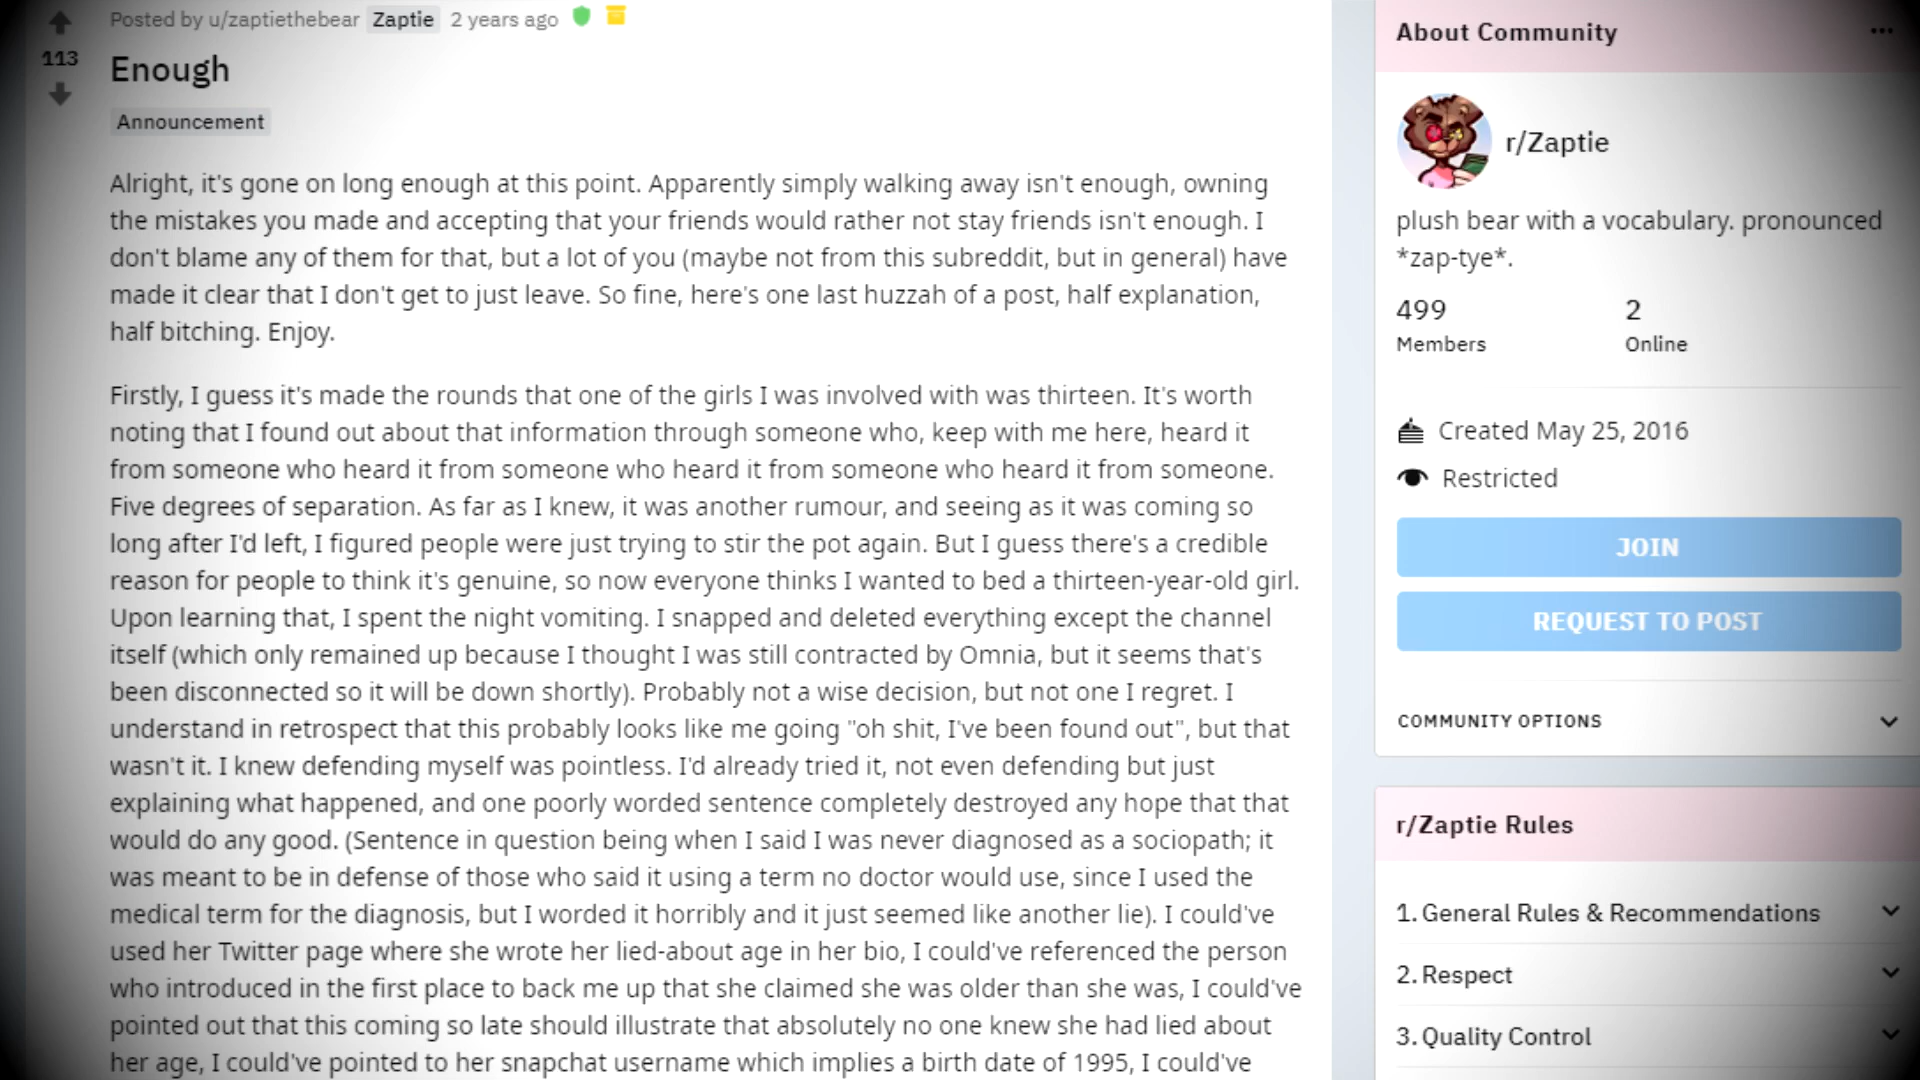 Posted by u/zaptiethebear Zaptie 2 years ago
113
Enough
Announcement
Alright, it's gone on long enough at this point. Apparently simply walking away isn't enough, owning
the mistakes you made and accepting that your friends would rather not stay friends isn't enough. I
don't blame any of them for that, but a lot of you (maybe not from this subreddit, but in general) have
made it clear that I don't get to just leave. So fine, here's one last huzzah of a post, half explanation,
half bitching. Enjoy.
Firstly, I guess it's made the rounds that one of the girls I was involved with was thirteen. It's worth
noting that I found out about that information through someone who, keep with me here, heard it
from someone who heard it from someone who heard it from someone who heard it from someone.
Five degrees of separation. As far as I knew, it was another rumour, and seeing as it was coming so
long after I'd left, I figured people were just trying to stir the pot again. But I guess there's a credible
reason for people to think it's genuine, so now everyone thinks I wanted to bed a thirteen-year-old girl.
Upon learning that, I spent the night vomiting. I snapped and deleted everything except the channel
itself (which only remained up because I thought I was still contracted by Omnia, but it seems that's
been disconnected so it will be down shortly). Probably not a wise decision, but not one I regret. I
understand in retrospect that this probably looks like me going "oh shit, I've been found out", but that
wasn't it. I knew defending myself was pointless. I'd already tried it, not even defending but just
explaining what happened, and one poorly worded sentence completely destroyed any hope that that
would do any good. (Sentence in question being when I said I was never diagnosed as a sociopath; it
was meant to be in defense of those who said it using a term no doctor would use, since I used the
medical term for the diagnosis, but I worded it horribly and it just seemed like another lie). I could've
used her Twitter page where she wrote her lied-about age in her bio, I could've referenced the person
who introduced in the first place to back me up that she claimed she was older than she was, I could've
pointed out that this coming so late should illustrate that absolutely no one knew she had lied about
her age, I could've pointed to her snapchat username which implies a birth date of 1995, I could've
About Community
r/Zaptie
plush bear with a vocabulary. pronounced
*zap-tye*.
499 2
Members Online
Created May 25, 2016
Restricted
JOIN
REQUEST TO POST
COMMUNITY OPTIONS
r/Zaptie Rules
1. General Rules & Recommendations
2. Respect
3. Quality Control